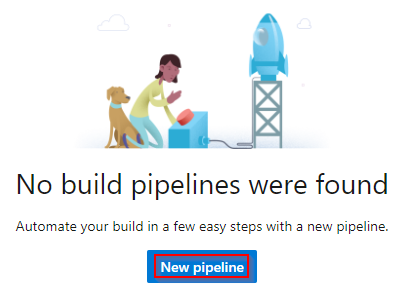 No build pipelines were found
Automate your build in a few easy steps with a new pipeline.
New pipeline